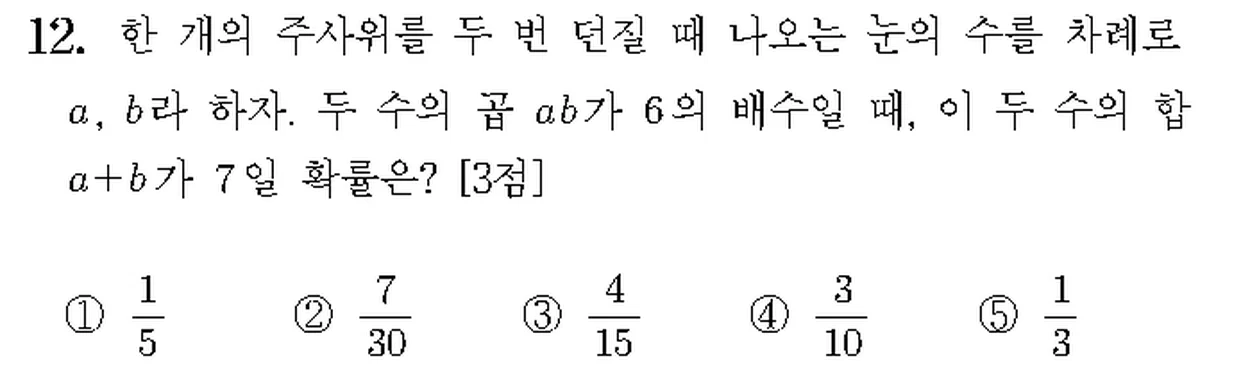 12. 한 개의 주사위를 두 번 던질 때 나오는 눈의 수를 차례로
a, b라 하자. 두 수의 곱 ab가 6의 배수일 때, 이 두 수의 합
a+b가 7일 확률은? [3점]
① 1/5 ② 7/30 ③ 4/15 ④ 3/10 ⑤ 1/3